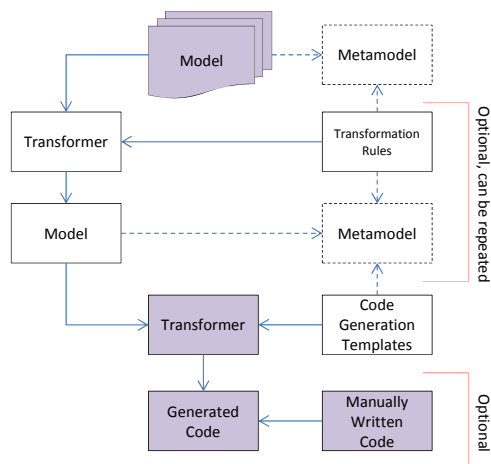 Model
Metamodel
Transformer
Transformation
Rules
Optional, can be repeated
Model
Metamodel
Transformer
Code
Generation
Templates
Generated
Code
Manually
Written
Code
Optional